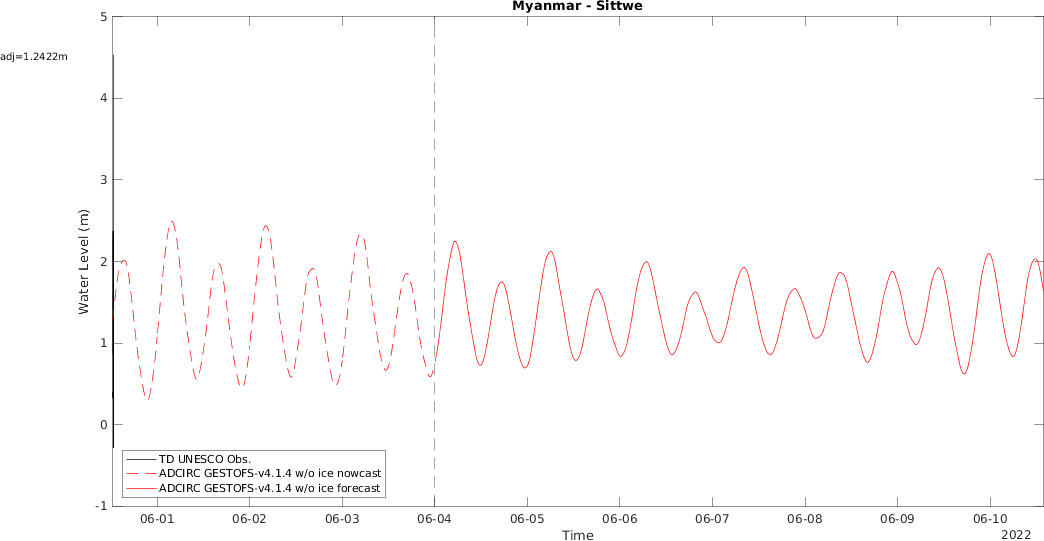 Myanmar - Sittwe
adj=1.2422m
Water Level (m)
5
4
3
2
1
0
-1
TD UNESCO Obs.
ADCIRC GESTOFS-v4.1.4 w/o ice nowcast
ADCIRC GESTOFS-v4.1.4 w/o ice forecast
06-01 06-02 06-03 06-04 06-05 06-06 06-07 06-08 06-09 06-10
Time
2022